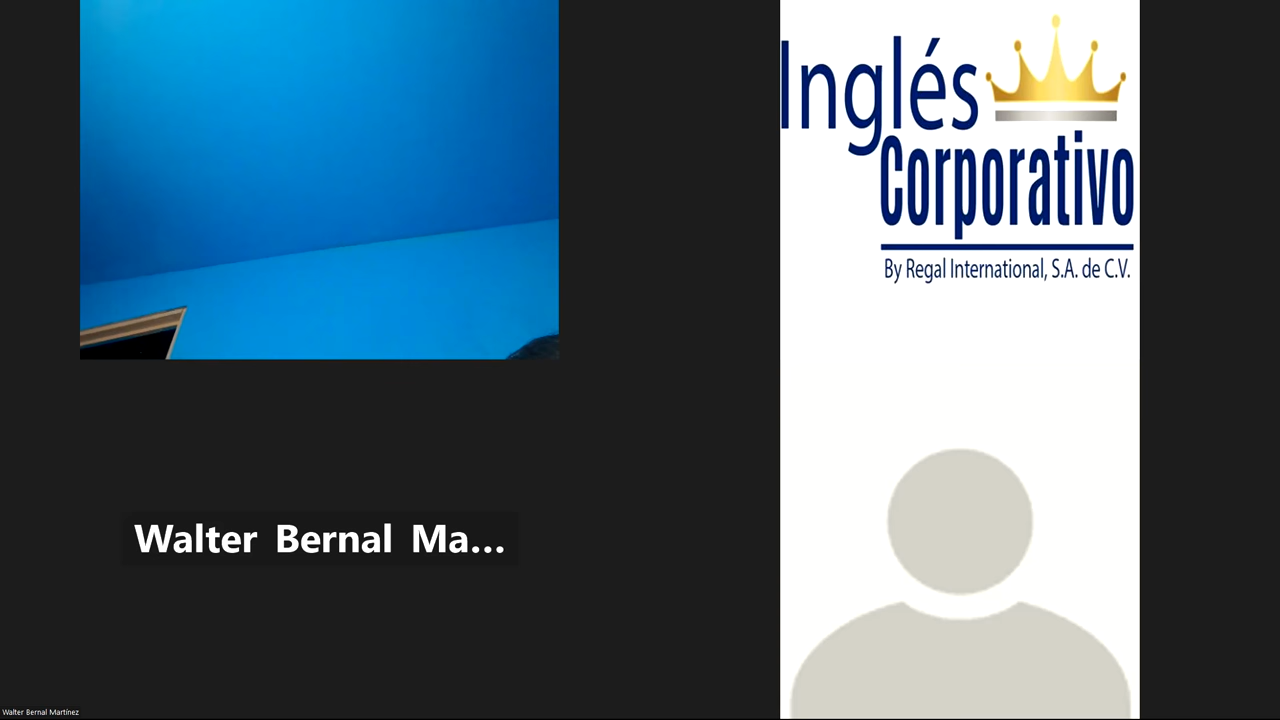 Inglés
Corporativo
By Regal International, S.A. de C.V.
Walter Bernal Ma...
Walter Bernal Martínez